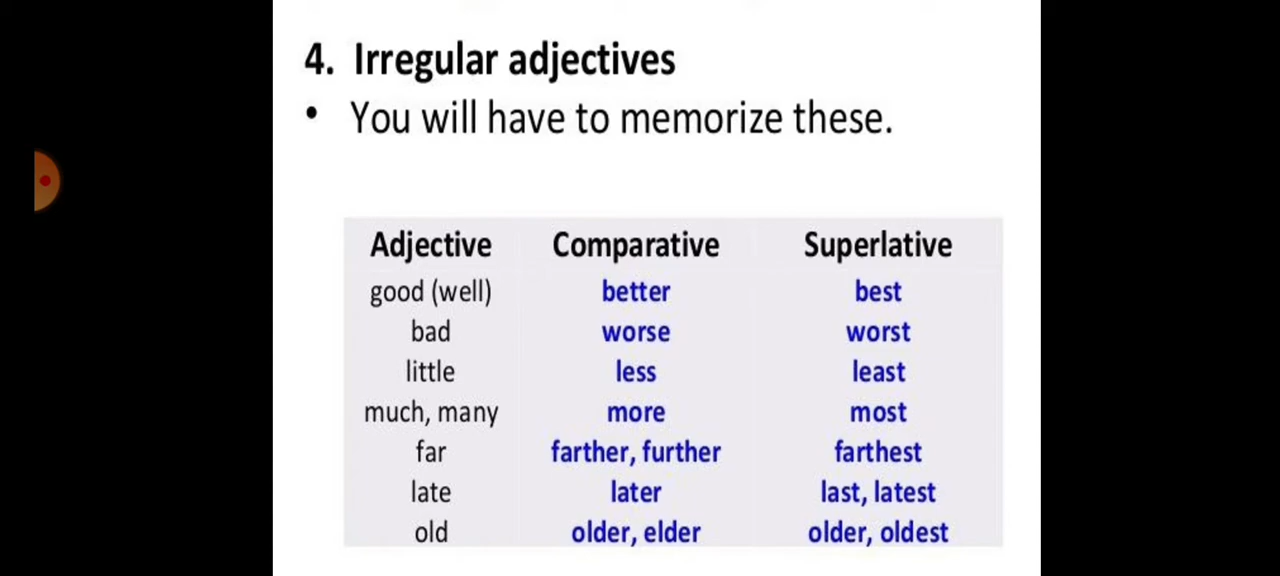 4. Irregular adjectives
• You will have to memorize these.
Adjective Comparative Superlative
good (well) better best
bad worse worst
little less least
much, many more most
far farther, further farthest
late later last, latest
old older, elder older, oldest